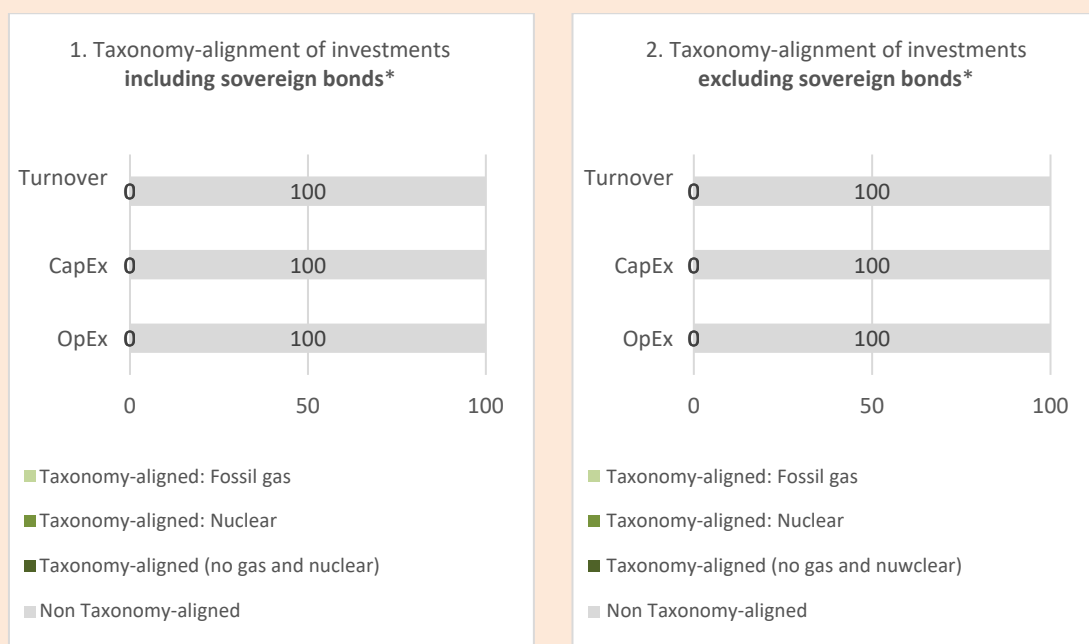 1. Taxonomy-alignment of investments
including sovereign bonds*
Turnover
0
100
CapEx
0
100
OpEx
0
100
0
50
100
Taxonomy-aligned: Fossil gas
Taxonomy-aligned: Nuclear
Taxonomy-aligned (no gas and nuclear)
Non Taxonomy-aligned
2. Taxonomy-alignment of investments
excluding sovereign bonds*
Turnover
0
100
CapEx
0
100
OpEx
0
100
0
50
100
Taxonomy-aligned: Fossil gas
Taxonomy-aligned: Nuclear
Taxonomy-aligned (no gas and nuwclear)
Non Taxonomy-aligned